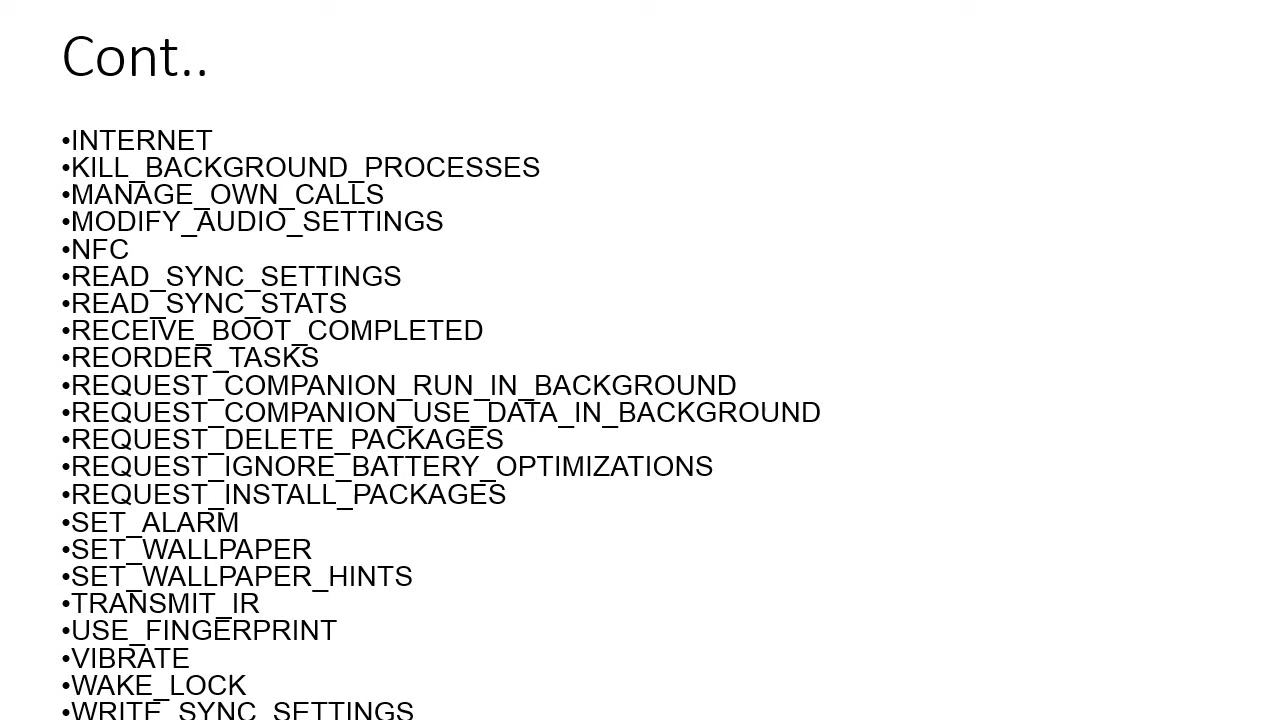 Cont..
•INTERNET
•KILL_BACKGROUND_PROCESSES
•MANAGE_OWN_CALLS
•MODIFY_AUDIO_SETTINGS
•NFC
•READ_SYNC_SETTINGS
•READ_SYNC_STATS
•RECEIVE_BOOT_COMPLETED
•REORDER_TASKS
•REQUEST_COMPANION_RUN_IN_BACKGROUND
•REQUEST_COMPANION_USE_DATA_IN_BACKGROUND
•REQUEST_DELETE_PACKAGES
•REQUEST_IGNORE_BATTERY_OPTIMIZATIONS
•REQUEST_INSTALL_PACKAGES
•SET_ALARM
•SET_WALLPAPER
•SET_WALLPAPER_HINTS
•TRANSMIT_IR
•USE_FINGERPRINT
•VIBRATE
•WAKE_LOCK
•WRITE_SYNC_SETTINGS